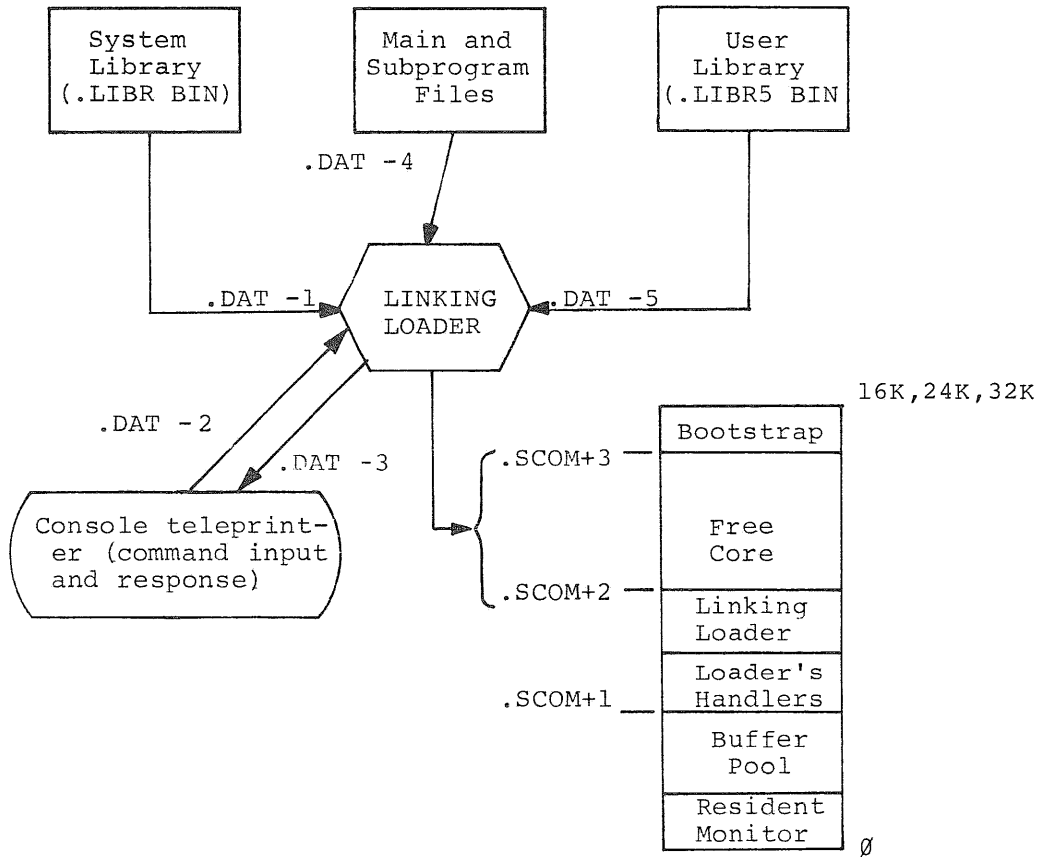 System
Library
(.LIBR BIN)
Main and
Subprogram
Files
User
Library
(.LIBR5 BIN
.DAT -4
.DAT -1
LINKING
LOADER
.DAT -5
.DAT -2
.DAT -3
Console teleprint-
er (command input
and response)
16K,24K,32K
Bootstrap
.SCOM+3
Free
Core
.SCOM+2
Linking
Loader
Loader's
Handlers
.SCOM+1
Buffer
Pool
Resident
Monitor
Ø